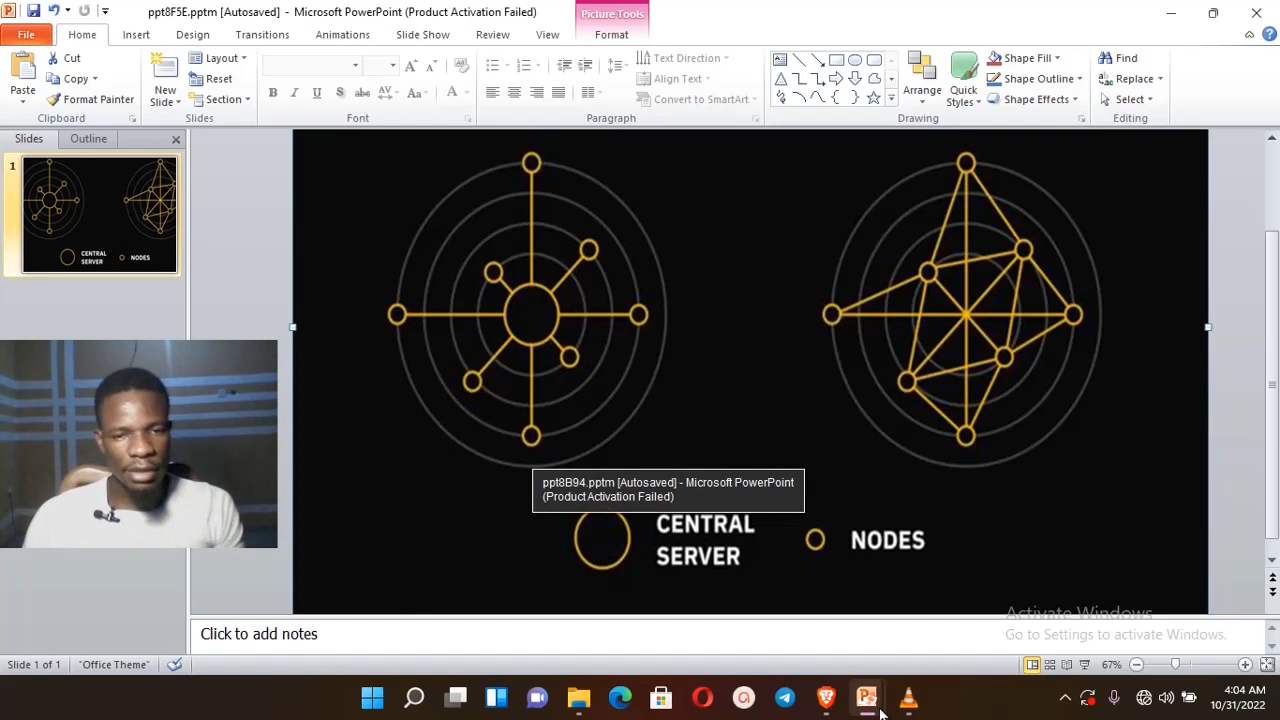 ppt8F5E.pptm [Autosaved] - Microsoft PowerPoint (Product Activation Failed)
Picture Tools
File Home Insert Design Transitions Animations Slide Show Review View Format
Paste
Cut
Copy
Format Painter
Clipboard
New Slide
Layout
Reset
Section
Slides
B I U S abc AV Aa A
Font
Text Direction
Align Text
Convert to SmartArt
Paragraph
Arrange
Quick Styles
Shape Fill
Shape Outline
Shape Effects
Drawing
Find
Replace
Select
Editing
Slides Outline
1
CENTRAL
SERVER
NODES
ppt8B94.pptm [Autosaved] - Microsoft PowerPoint
(Product Activation Failed)
CENTRAL
SERVER
NODES
Activate Windows
Go to Settings to activate Windows.
Click to add notes
Slide 1 of 1 "Office Theme" 67%
4:04 AM
10/31/2022